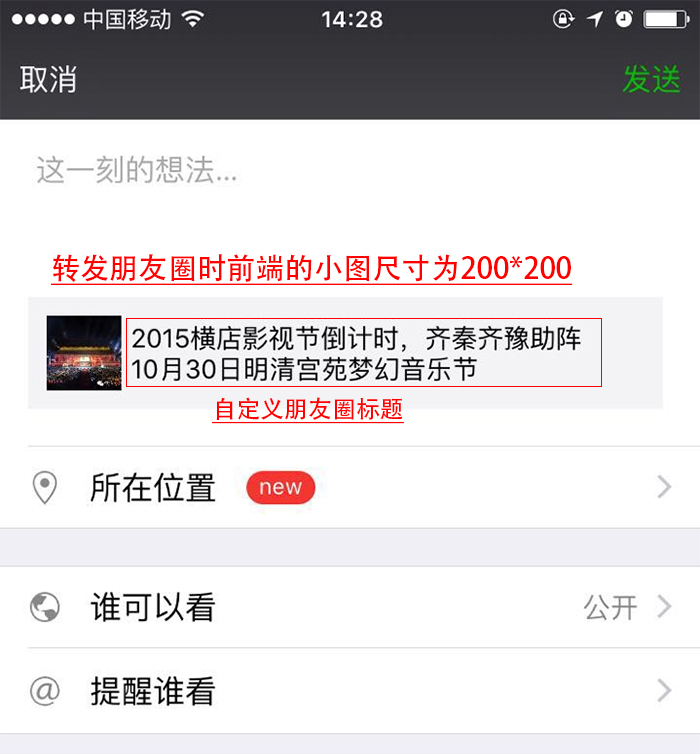 中国移动 14:28
取消 发送
这一刻的想法...
转发朋友圈时前端的小图尺寸为200*200
2015横店影视节倒计时，齐秦齐豫助阵
10月30日明清宫苑梦幻音乐节
自定义朋友圈标题
所在位置 new
谁可以看 公开
@ 提醒谁看